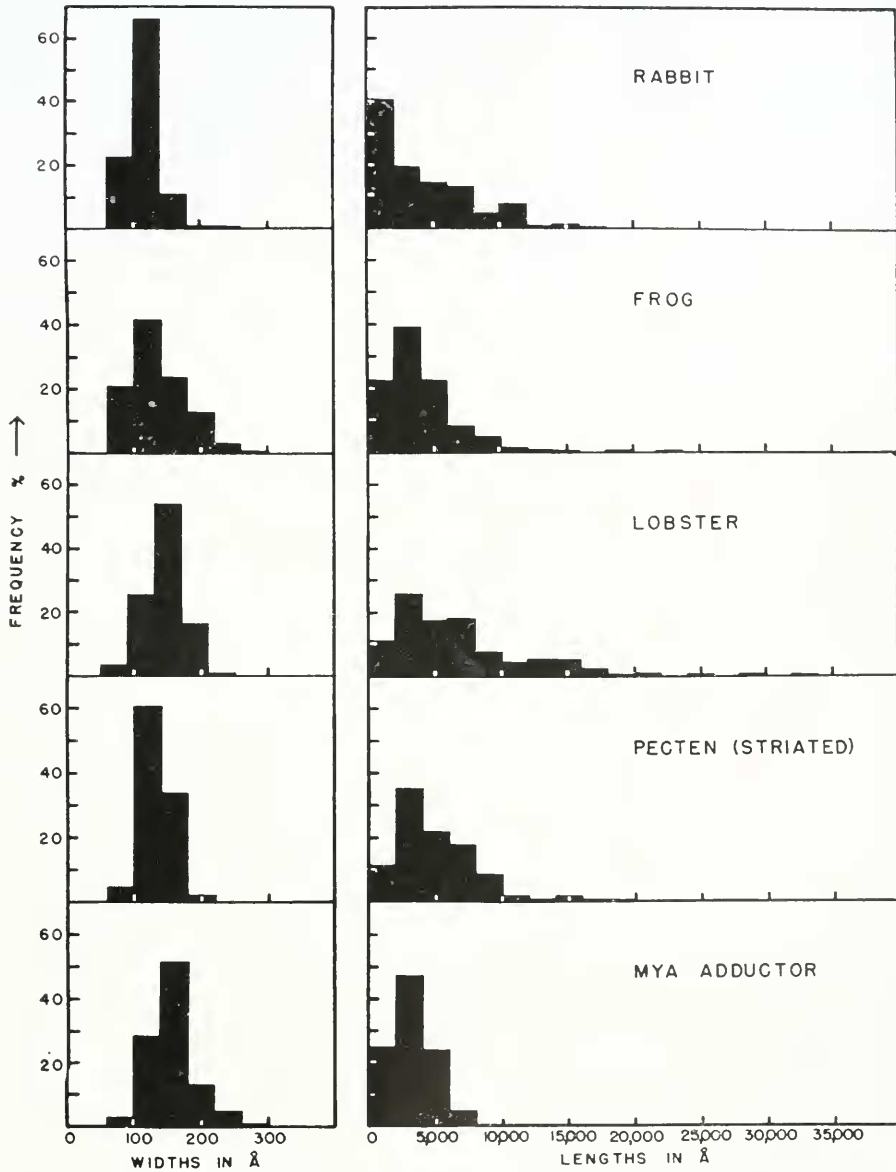 60
40
20
RABBIT
60
40
20
FROG
60
40
20
LOBSTER
60
40
20
PECTEN (STRIATED)
60
40
20
MYA ADDUCTOR
FREQUENCY % →
0 100 200 300
WIDTHS IN Å
0 5,000 10,000 15,000 20,000 25,000 30,000 35,000
LENGTHS IN Å